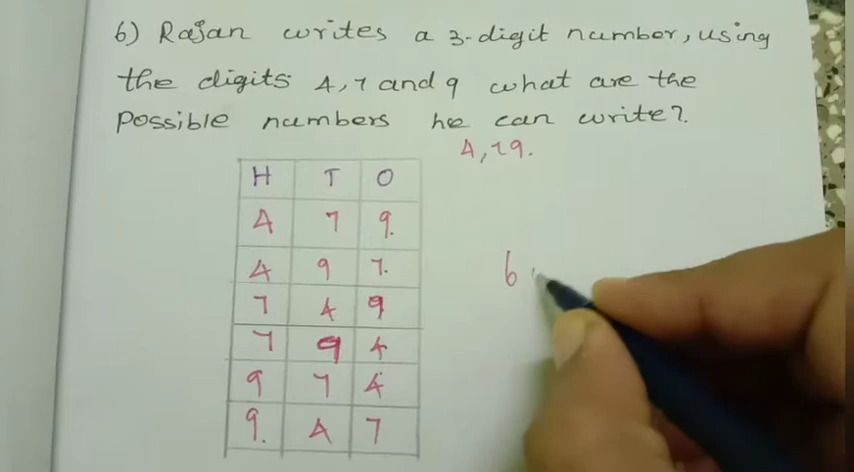 6) Rajan writes a 3-digit number, using
the digits 4, 7 and 9 what are the
possible numbers he can write?
4, 79.
H T O
4 7 9.
4 9 7.
7 4 9
7 9 4
9 7 4
9. 4 7
6